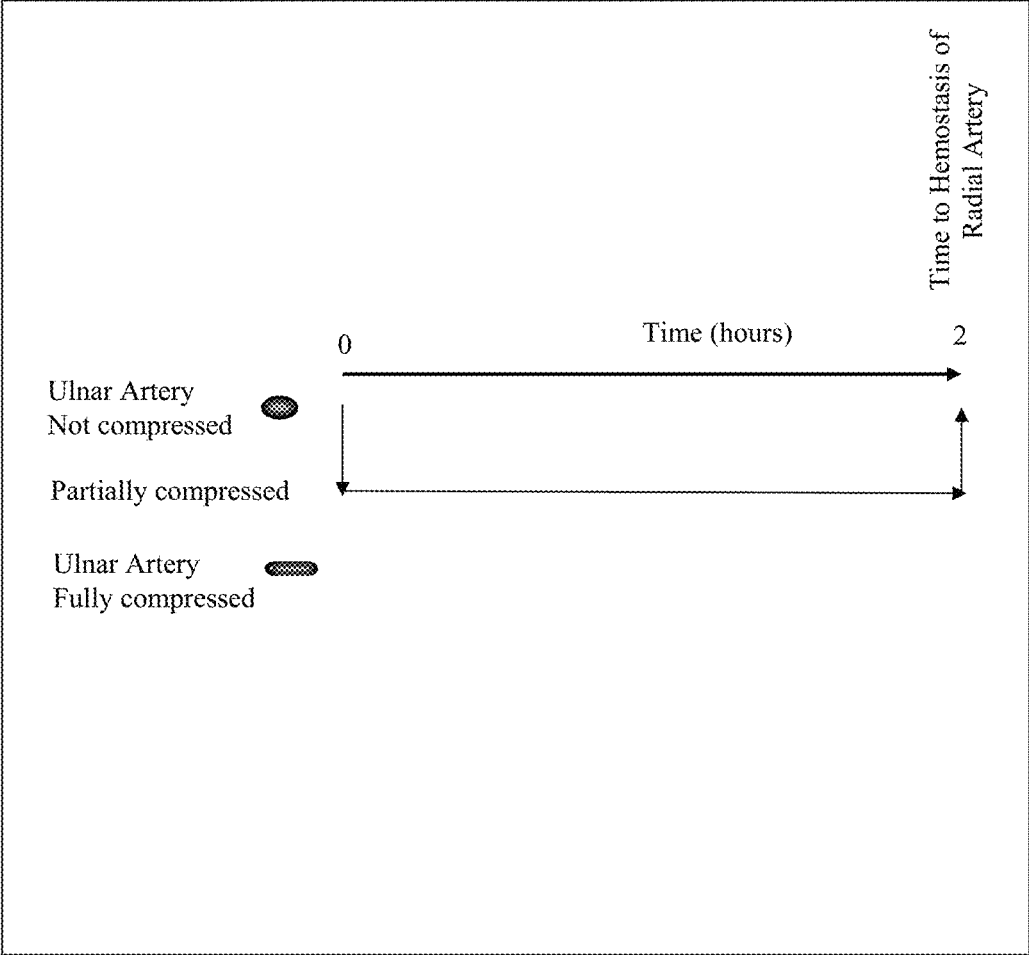 Time to Hemostasis of
Radial Artery
0
Time (hours)
2
Ulnar Artery
Not compressed
Partially compressed
Ulnar Artery
Fully compressed